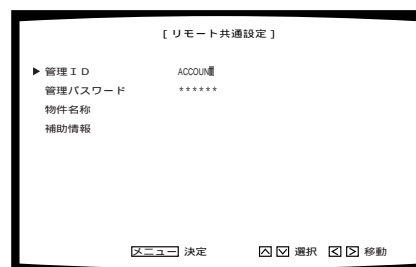 [ リモート共通設定 ]
▶ 管理ID ACCOUN
管理パスワード ******
物件名称
補助情報
メニュー 決定 ∧ ∨ 選択 < > 移動